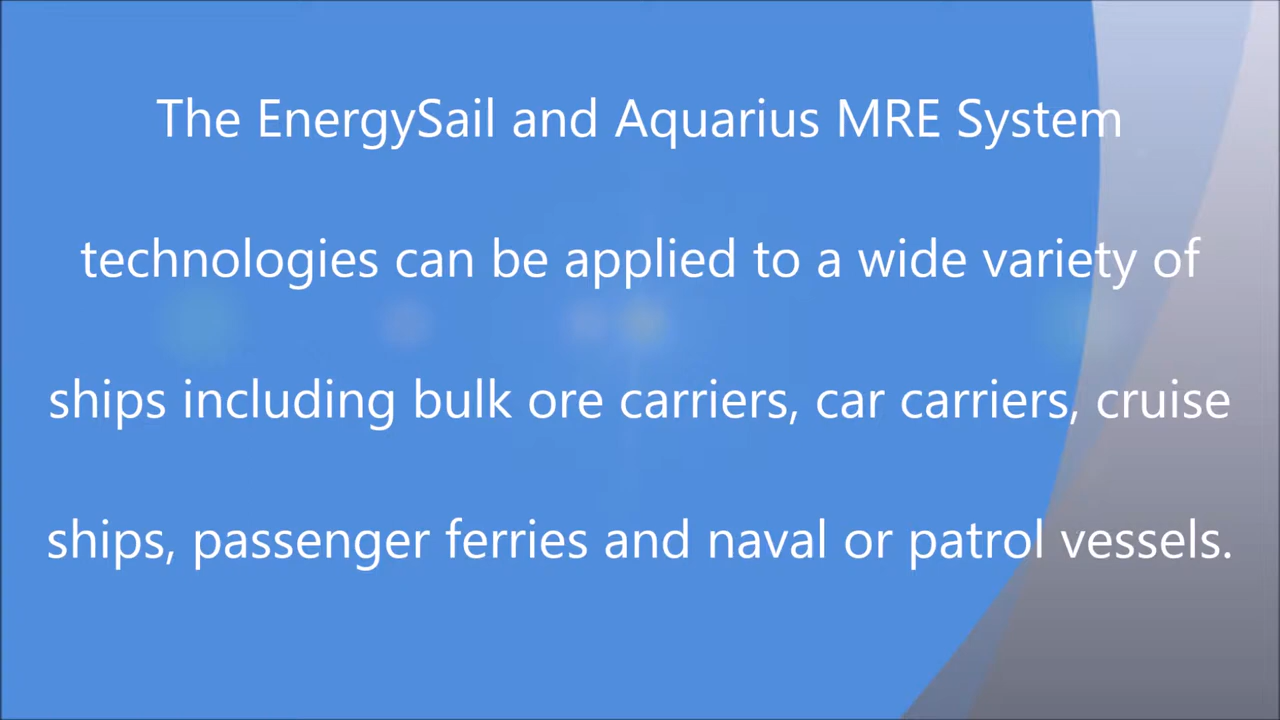 The EnergySail and Aquarius MRE System
technologies can be applied to a wide variety of
ships including bulk ore carriers, car carriers, cruise
ships, passenger ferries and naval or patrol vessels.